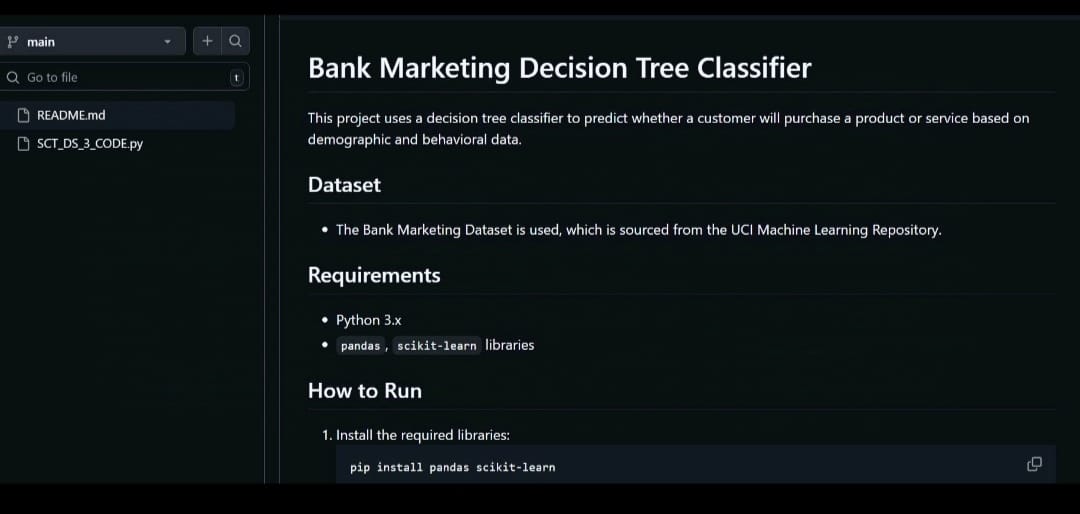 main
+
Go to file
t
README.md
SCT_DS_3_CODE.py
Bank Marketing Decision Tree Classifier
This project uses a decision tree classifier to predict whether a customer will purchase a product or service based on
demographic and behavioral data.
Dataset
• The Bank Marketing Dataset is used, which is sourced from the UCI Machine Learning Repository.
Requirements
• Python 3.x
• pandas, scikit-learn libraries
How to Run
1. Install the required libraries:
pip install pandas scikit-learn